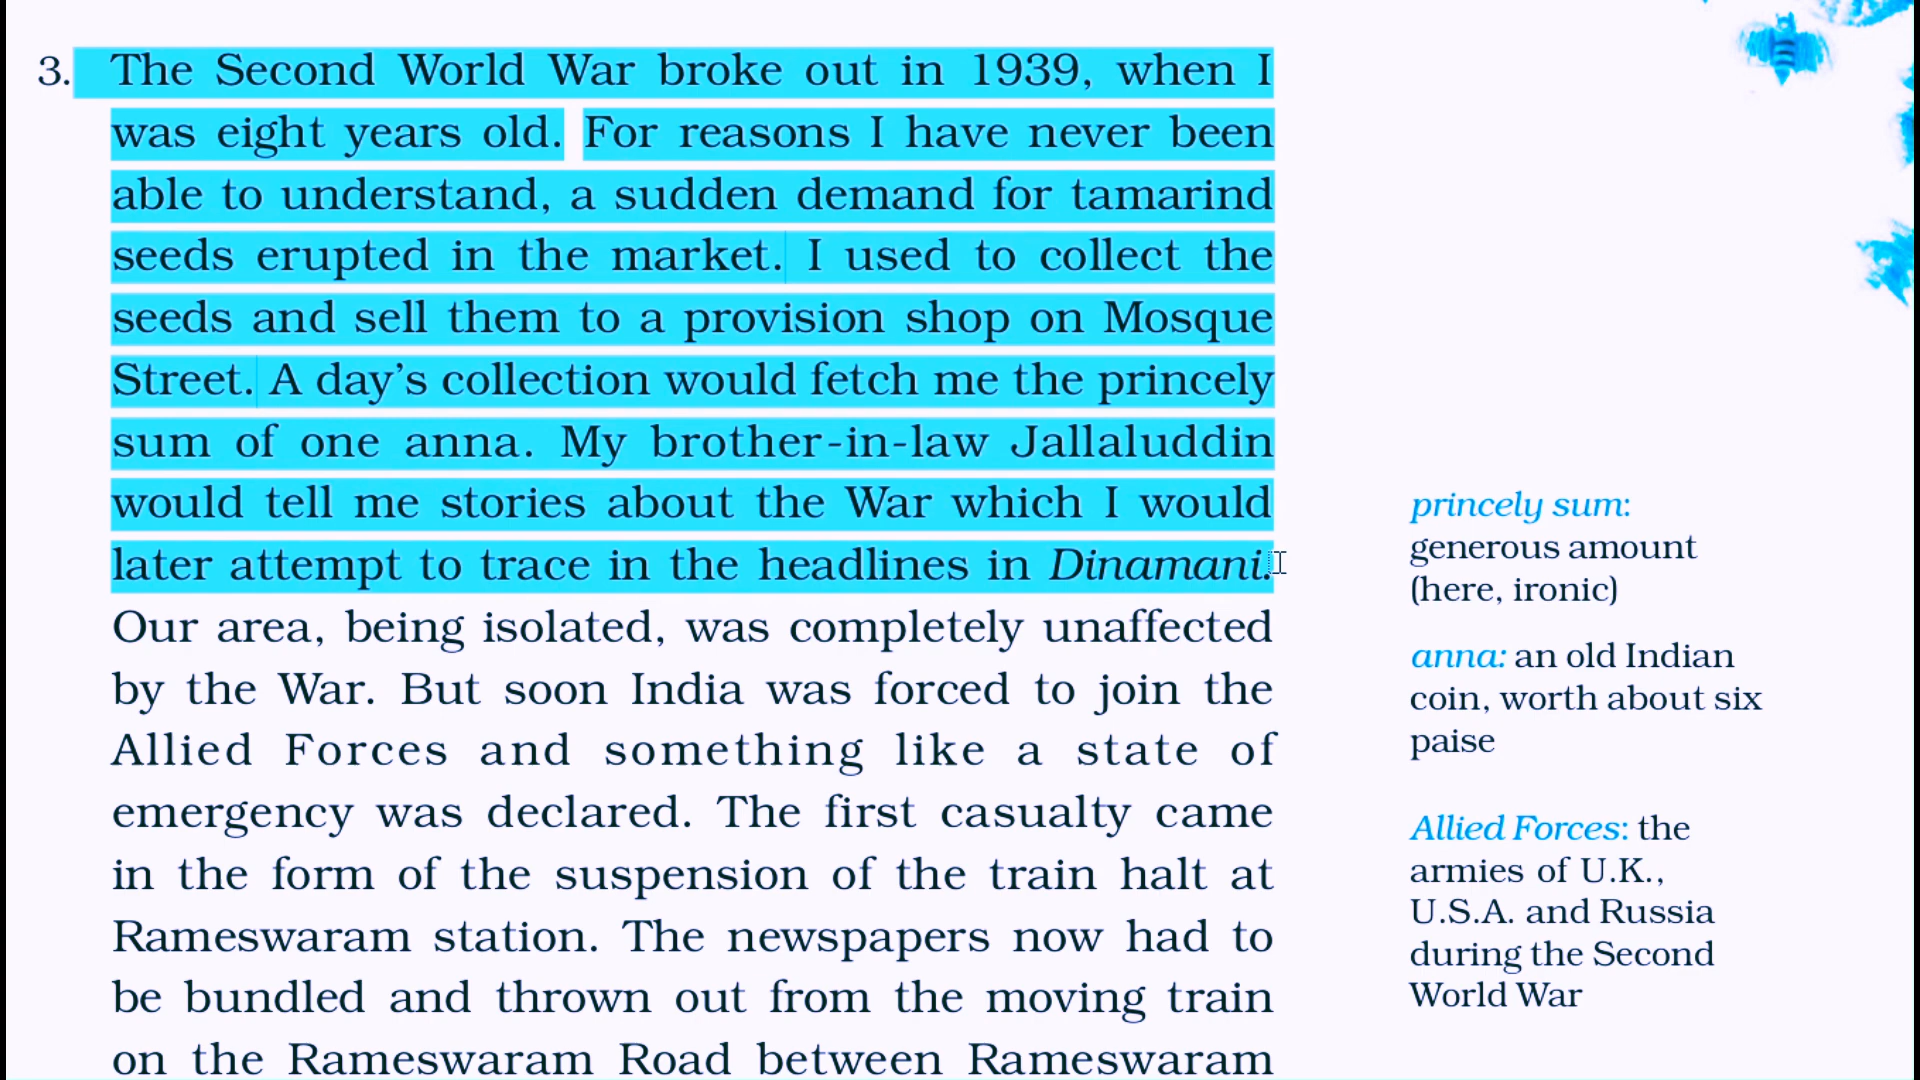 3. The Second World War broke out in 1939, when I
was eight years old. For reasons I have never been
able to understand, a sudden demand for tamarind
seeds erupted in the market. I used to collect the
seeds and sell them to a provision shop on Mosque
Street. A day’s collection would fetch me the princely
sum of one anna. My brother-in-law Jallaluddin
would tell me stories about the War which I would
later attempt to trace in the headlines in Dinamani.
Our area, being isolated, was completely unaffected
by the War. But soon India was forced to join the
Allied Forces and something like a state of
emergency was declared. The first casualty came
in the form of the suspension of the train halt at
Rameswaram station. The newspapers now had to
be bundled and thrown out from the moving train
on the Rameswaram Road between Rameswaram
princely sum:
generous amount
(here, ironic)
anna: an old Indian
coin, worth about six
paise
Allied Forces: the
armies of U.K.,
U.S.A. and Russia
during the Second
World War